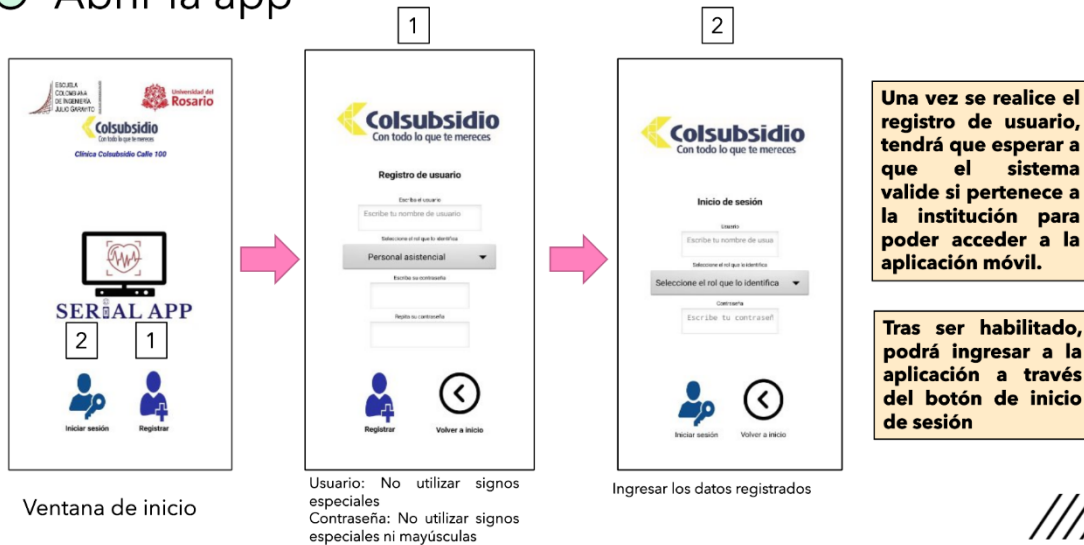 Abrir la app
1
2
ESCUELA
COLOMBIANA
DE INGENIERÍA
JULIO GARAVITO
Universidad del
Rosario
Colsubsidio
Con todo lo que te mereces
Clínica Colsubsidio Calle 100
SERIAL APP
2
1
Iniciar sesión
Registrar
Ventana de inicio
Colsubsidio
Con todo lo que te mereces
Registro de usuario
Escriba el usuario
Escribe tu nombre de usuario
Seleccione el rol que lo identifica
Personal asistencial
Escriba su contraseña
Repita su contraseña
Registrar
Volver a inicio
Usuario: No utilizar signos
especiales
Contraseña: No utilizar signos
especiales ni mayúsculas
Colsubsidio
Con todo lo que te mereces
Inicio de sesión
Usuario
Escribe tu nombre de usua
Seleccione el rol que lo identifica
Seleccione el rol que lo identifica
Contraseña
Escribe tu contraseñ
Iniciar sesión
Volver a inicio
Ingresar los datos registrados
Una vez se realice el
registro de usuario,
tendrá que esperar a
que el sistema
valide si pertenece a
la institución para
poder acceder a la
aplicación móvil.
Tras ser habilitado,
podrá ingresar a la
aplicación a través
del botón de inicio
de sesión